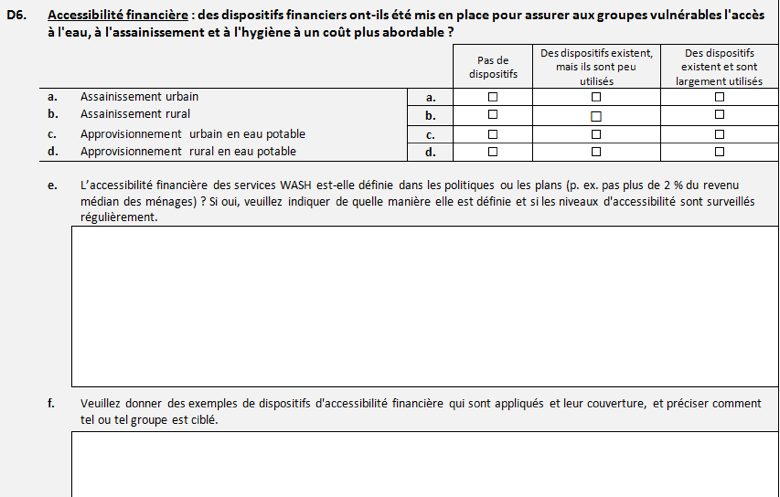 D6. Accessibilité financière : des dispositifs financiers ont-ils été mis en place pour assurer aux groupes vulnérables l'accès
à l'eau, à l'assainissement et à l'hygiène à un coût plus abordable ?
Pas de
dispositifs
Des dispositifs existent,
mais ils sont peu
utilisés
Des dispositifs
existent et sont
largement utilisés
a. Assainissement urbain a. ☐ ☐ ☐
b. Assainissement rural b. ☐ ☐ ☐
c. Approvisionnement urbain en eau potable c. ☐ ☐ ☐
d. Approvisionnement rural en eau potable d. ☐ ☐ ☐
e. L’accessibilité financière des services WASH est-elle définie dans les politiques ou les plans (p. ex. pas plus de 2 % du revenu
médian des ménages) ? Si oui, veuillez indiquer de quelle manière elle est définie et si les niveaux d'accessibilité sont surveillés
régulièrement.
f. Veuillez donner des exemples de dispositifs d'accessibilité financière qui sont appliqués et leur couverture, et préciser comment
tel ou tel groupe est ciblé.